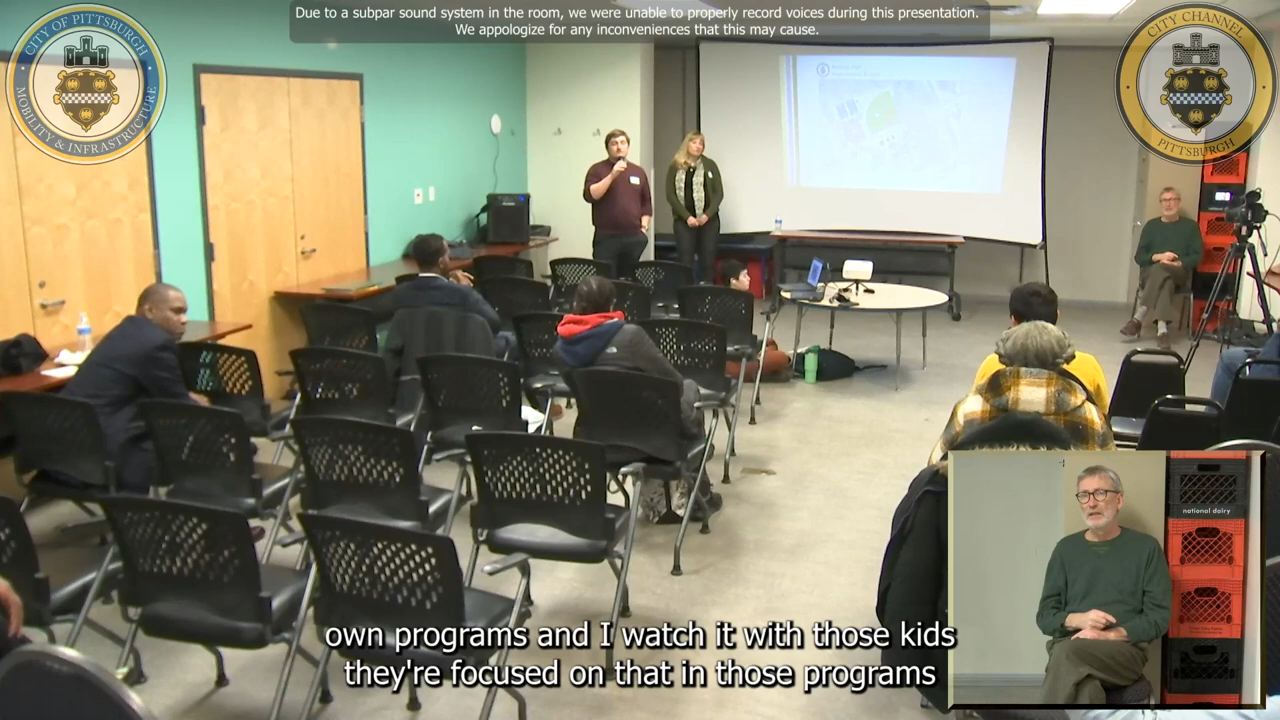 Due to a subpar sound system in the room, we were unable to properly record voices during this presentation.
We appologize for any inconveniences that this may cause.
CITY OF PITTSBURGH
MOBILITY & INFRASTRUCTURE
CITY CHANNEL
PITTSBURGH
national dairy
own programs and I watch it with those kids
they're focused on that in those programs